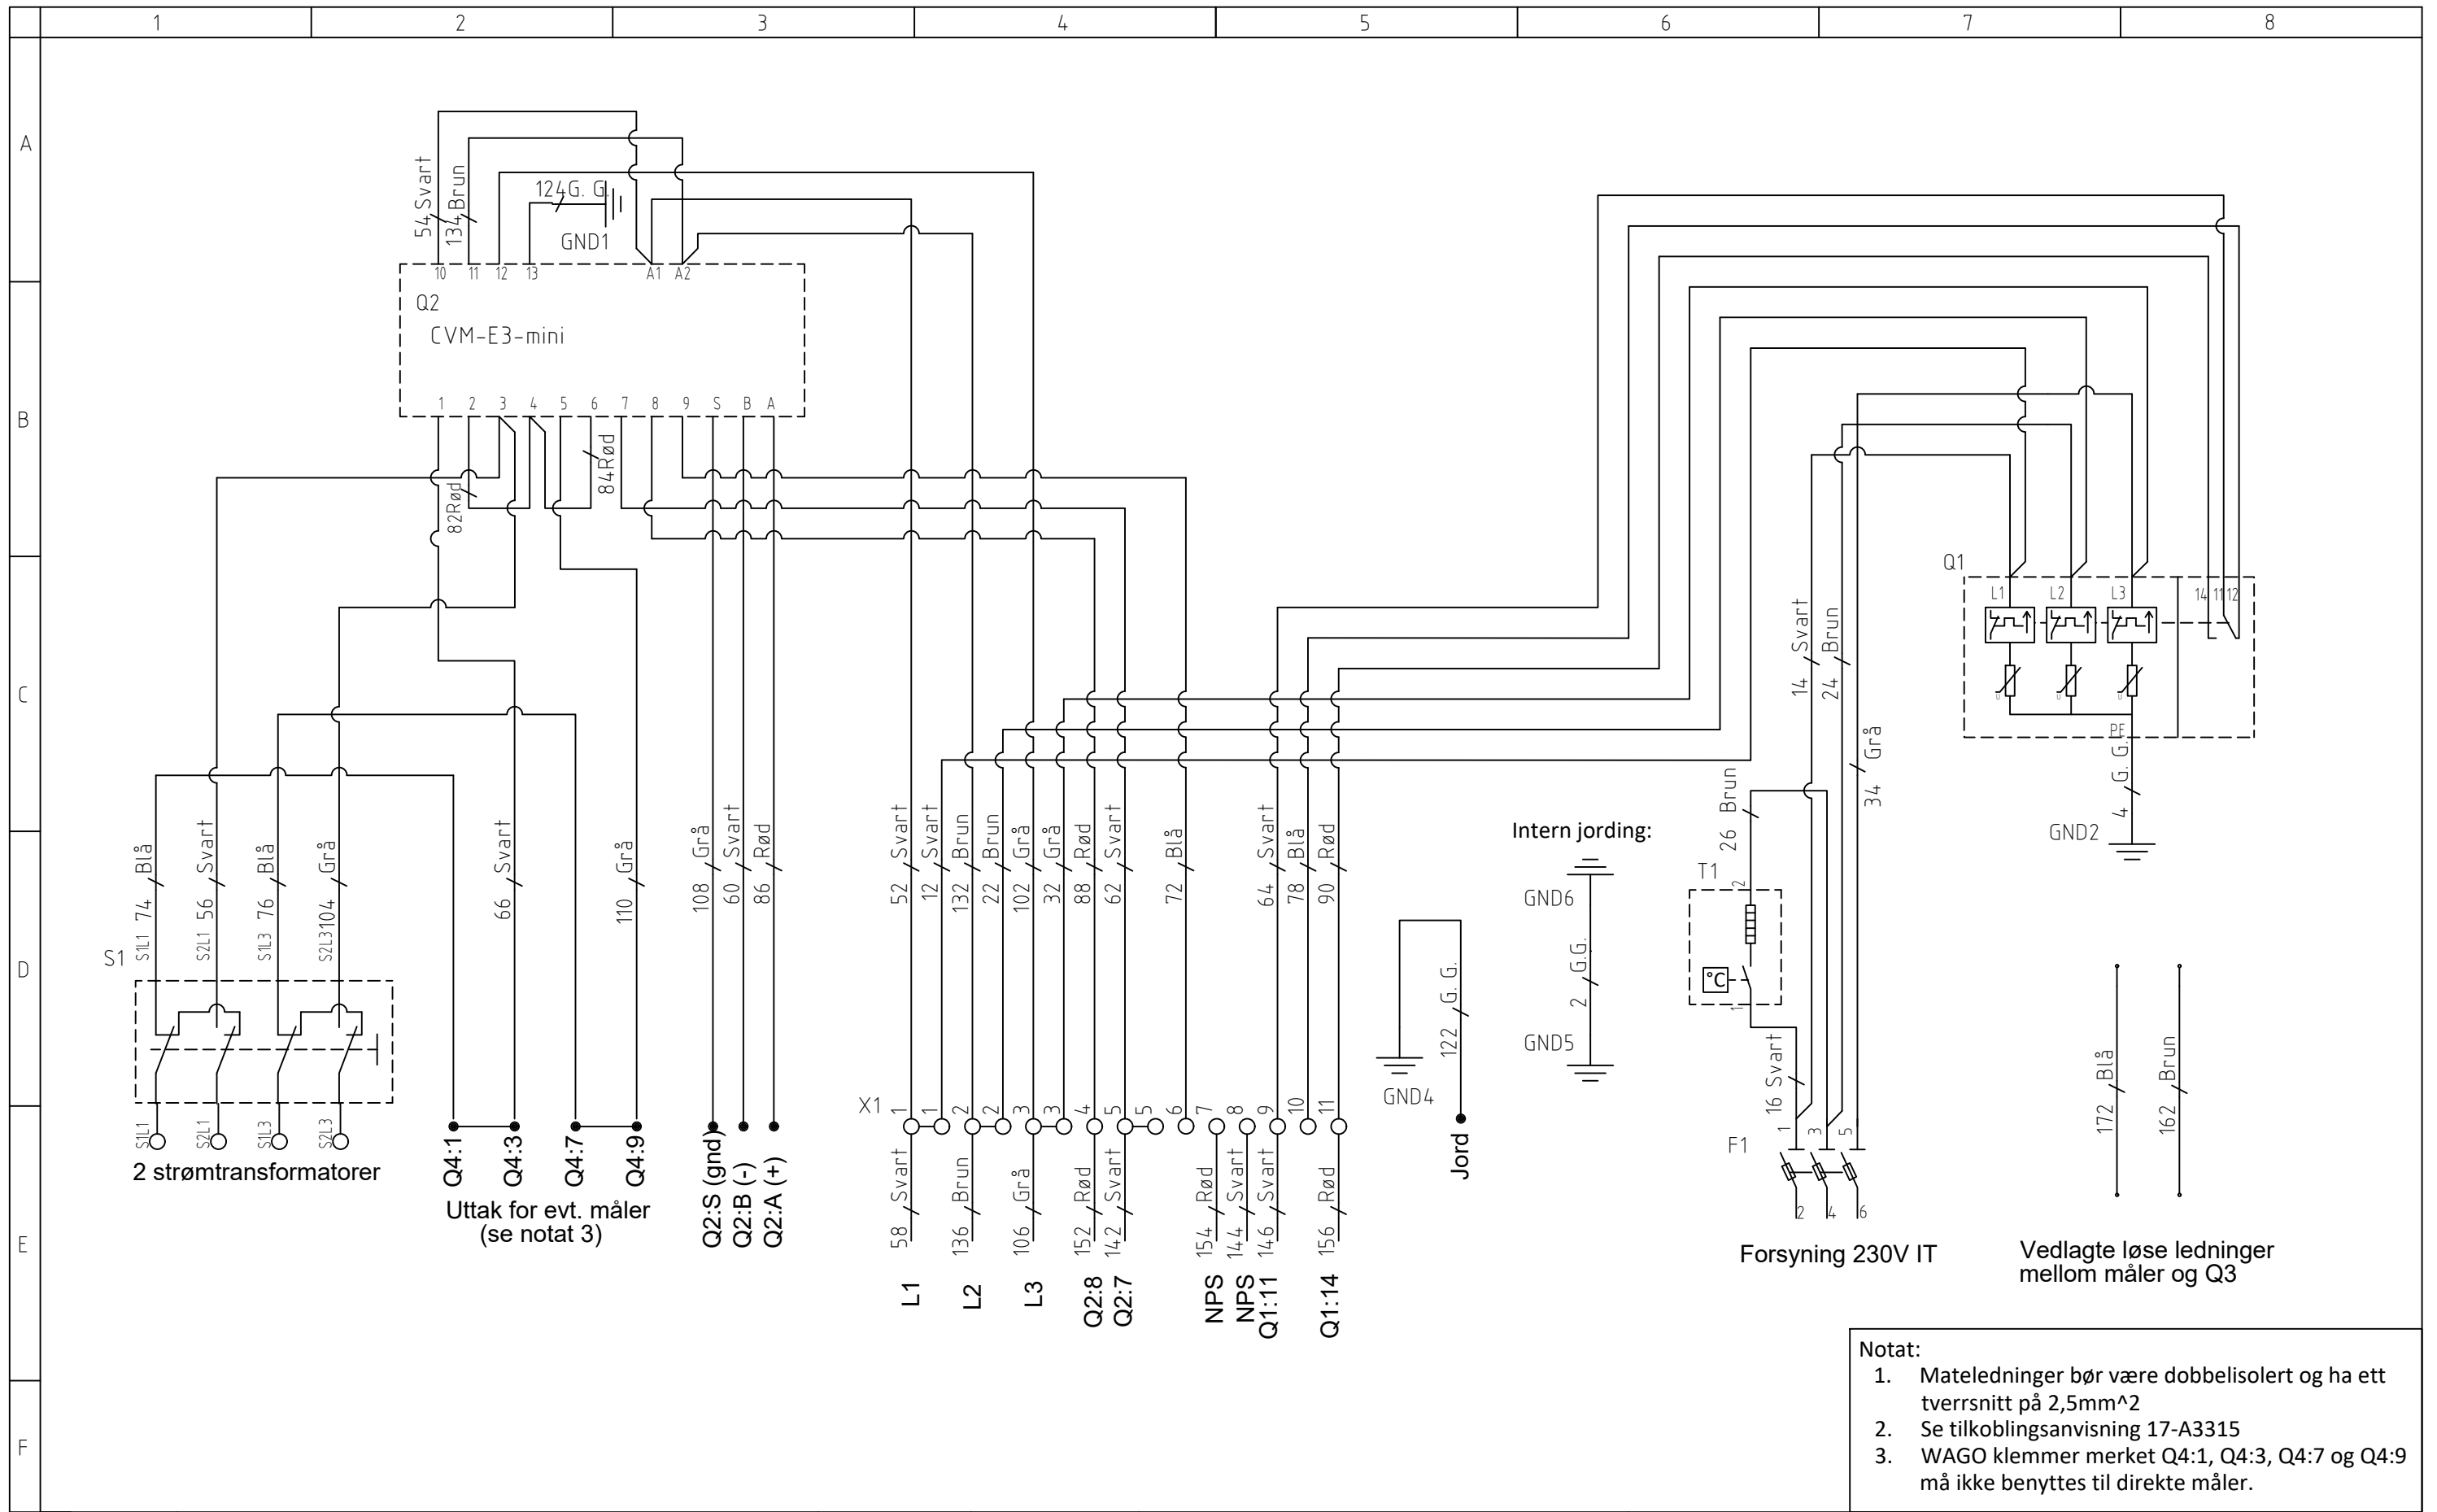 1 2 3 4 5 6 7 8
A
B
C
D
E
F
54 Svart
134 Brun
124 G. G.
GND1
10 11 12 13 A1 A2
Q2
CVM-E3-mini
1 2 3 4 5 6 7 8 9 S B A
82 Rød
84 Rød
S1L1 74 Blå
S2L1 56 Svart
S1L3 76 Blå
S2L3 104 Grå
66 Svart
110 Grå
108 Grå
60 Svart
86 Rød
52 Svart
12 Svart
132 Brun
22 Brun
102 Grå
32 Grå
88 Rød
62 Svart
72 Blå
64 Svart
78 Blå
90 Rød
S1
S1L1 S2L1 S1L3 S2L3
2 strømtransformatorer
Q4:1
Q4:3
Q4:7
Q4:9
Uttak for evt. måler
(se notat 3)
Q2:S (gnd)
Q2:B (-)
Q2:A (+)
X1
1 1 2 2 3 3 4 5 5 6 7 8 9 10 11
58 Svart
136 Brun
106 Grå
152 Rød
142 Svart
154 Rød
144 Svart
146 Svart
156 Rød
L1
L2
L3
Q2:8
Q2:7
NPS
NPS
Q1:11
Q1:14
GND4
122 G. G.
Jord
Intern jording:
GND6
2 G.G.
GND5
T1
2
°C
1
26 Brun
16 Svart
14 Svart
24 Brun
34 Grå
F1
1 3 5
2 4 6
Forsyning 230V IT
Q1
L1 L2 L3 14 11 12
U U U
PE
4 G. G.
GND2
172 Blå
162 Brun
Vedlagte løse ledninger
mellom måler og Q3
Notat:
1. Mateledninger bør være dobbelisolert og ha ett
tverrsnitt på 2,5mm^2
2. Se tilkoblingsanvisning 17-A3315
3. WAGO klemmer merket Q4:1, Q4:3, Q4:7 og Q4:9
må ikke benyttes til direkte måler.